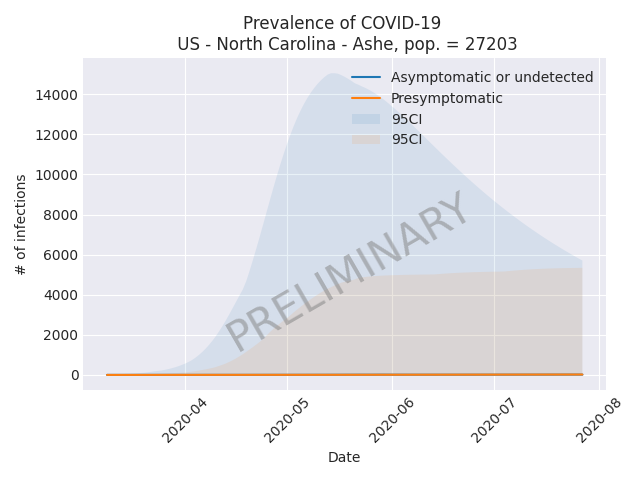 Prevalence of COVID-19
US - North Carolina - Ashe, pop. = 27203
Asymptomatic or undetected
Presymptomatic
95CI
95CI
# of infections
14000
12000
10000
8000
6000
4000
2000
0
PRELIMINARY
2020-04
2020-05
2020-06
2020-07
2020-08
Date